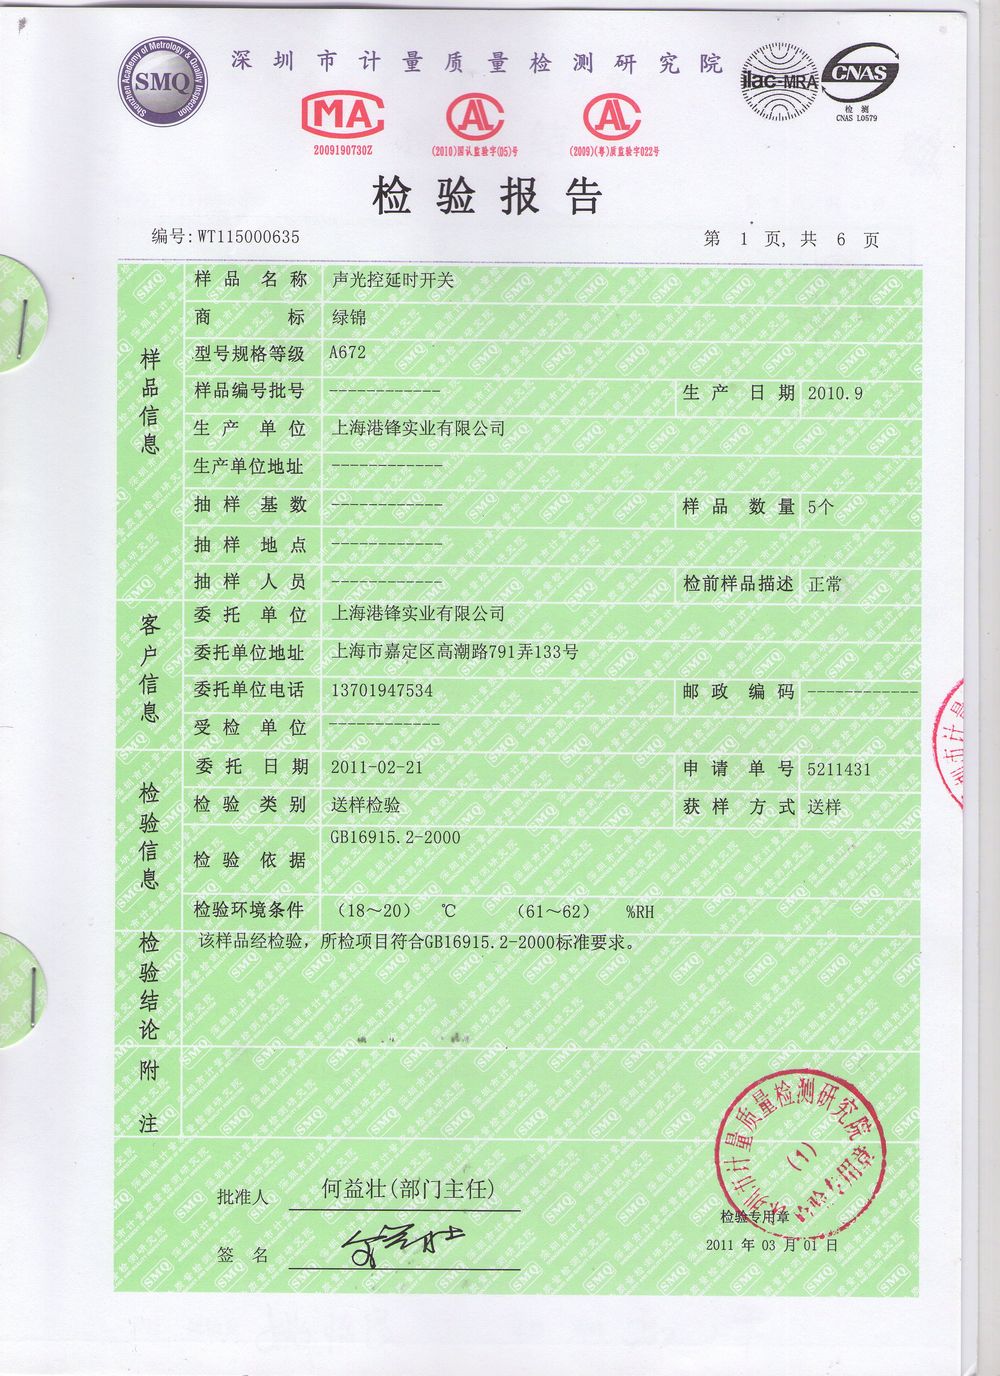 深圳市计量质量检测研究院
Shenzhen Academy of Metrology & Quality Inspection
SMQ
ilac-MRA
CNAS
检 测
CNAS L0579
MA
2009190730Z
AL
(2010)国认监验字(05)号
AL
(2009)(粤)质监验字022号
检验报告
编号:WT115000635
第 1 页, 共 6 页
样品信息
样品名称 声光控延时开关
商标 绿锦
型号规格等级 A672
样品编号批号 ------------ 生产日期 2010.9
生产单位 上海港锋实业有限公司
生产单位地址 ------------
抽样基数 ------------ 样品数量 5个
抽样地点 ------------
抽样人员 ------------ 检前样品描述 正常
客户信息
委托单位 上海港锋实业有限公司
委托单位地址 上海市嘉定区高潮路791弄133号
委托单位电话 13701947534 邮政编码 ------------
受检单位 ------------
检验信息
委托日期 2011-02-21 申请单号 5211431
检验类别 送样检验 获样方式 送样
检验依据 GB16915.2-2000
检验环境条件 (18～20) ℃ (61～62) %RH
检验结论
该样品经检验，所检项目符合GB16915.2-2000标准要求。
附注
批准人 何益壮(部门主任)
签名
深圳市计量质量检测研究院
(1)
检验专用章
2011 年 03 月 01 日